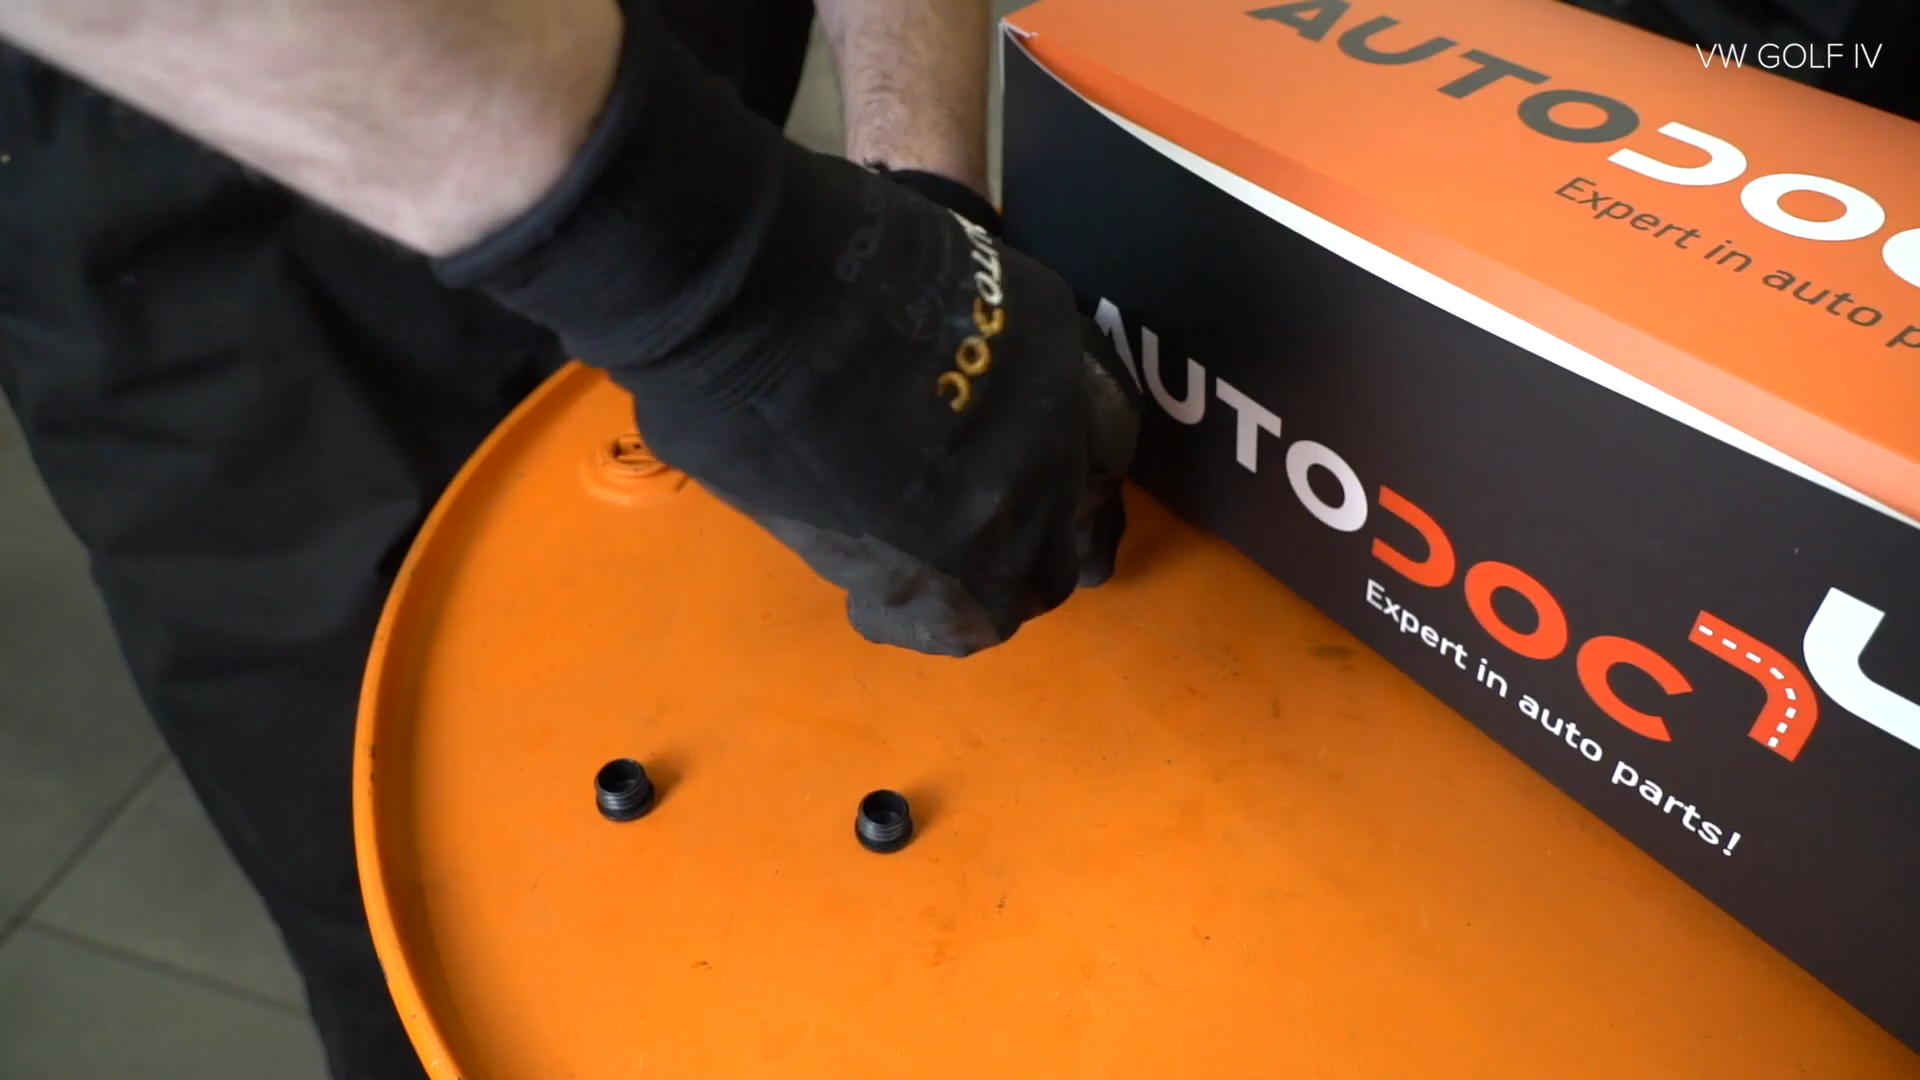 VW GOLF IV
AUTODOC
Expert in auto p
AUTODOC
AUTODOC
Expert in auto parts!